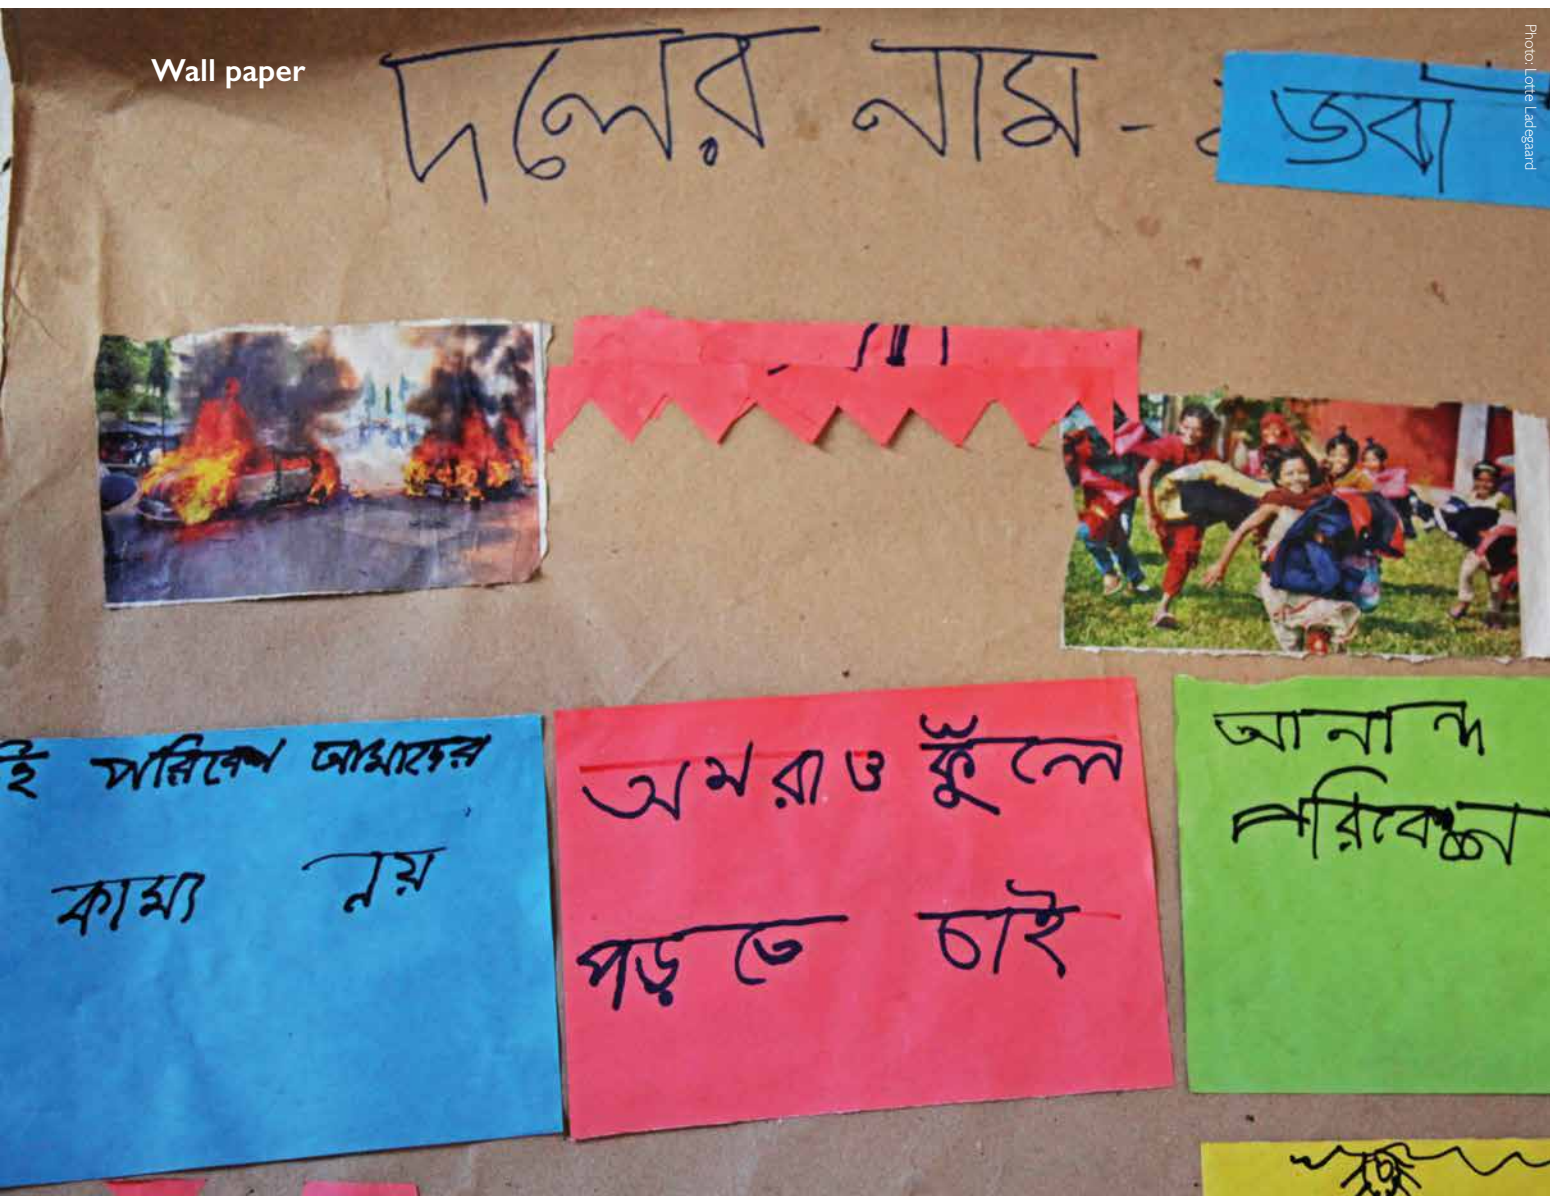 Wall paper
দলের নাম - জবা
Photo: Lotte Ladegaard
ই পরিবেশ আমাদের
কাম্য নয়
অমরাও স্কুঁলে
পড়তে চাই
আনান্দ
পরিবেশ